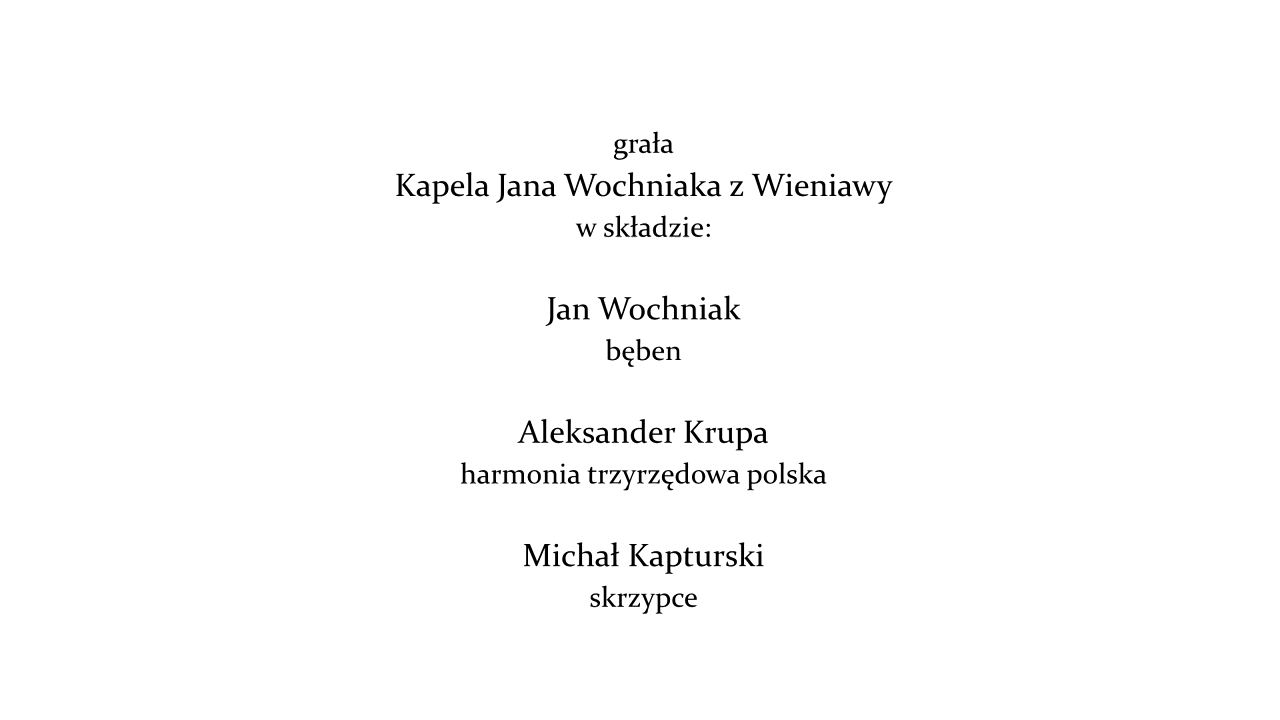 grała
Kapela Jana Wochniaka z Wieniawy
w składzie:
Jan Wochniak
bęben
Aleksander Krupa
harmonia trzyrzędowa polska
Michał Kapturski
skrzypce